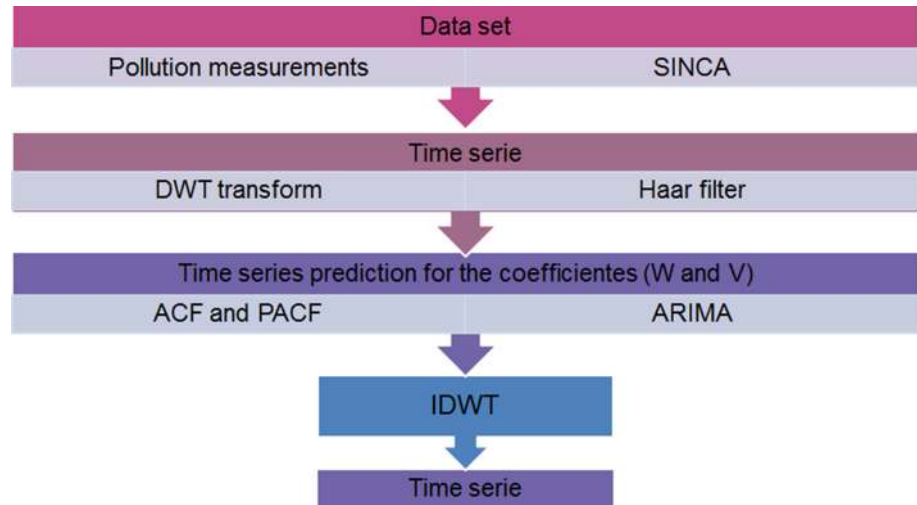 Data set
Pollution measurements SINCA
Time serie
DWT transform Haar filter
Time series prediction for the coefficientes (W and V)
ACF and PACF ARIMA
IDWT
Time serie